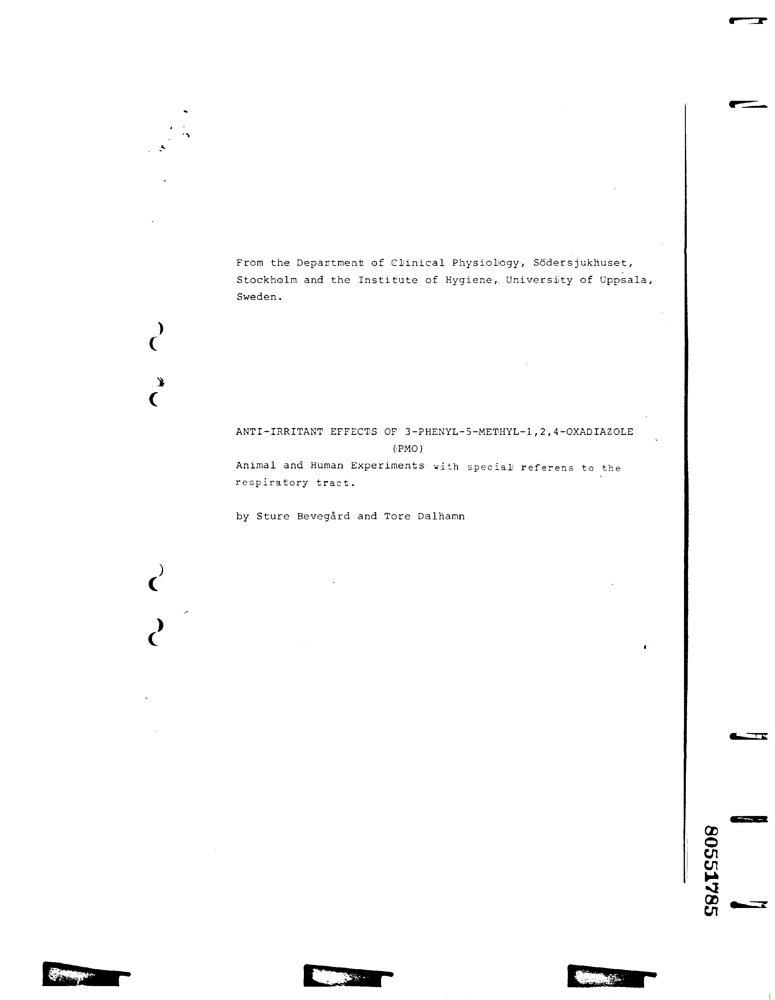 From the Department of Clinical Physiology, Södersjukhuset,
Stockholm and the Institute of Hygiene, University of Uppsala,
Sweden.
ANTI-IRRITANT EFFECTS OF 3-PHENYL-5-METHYL-1,2,4-OXADIAZOLE
(PMO)
Animal and Human Experiments with special referens to the
respiratory tract.
by Sture Bevegård and Tore Dalhamn
80551785